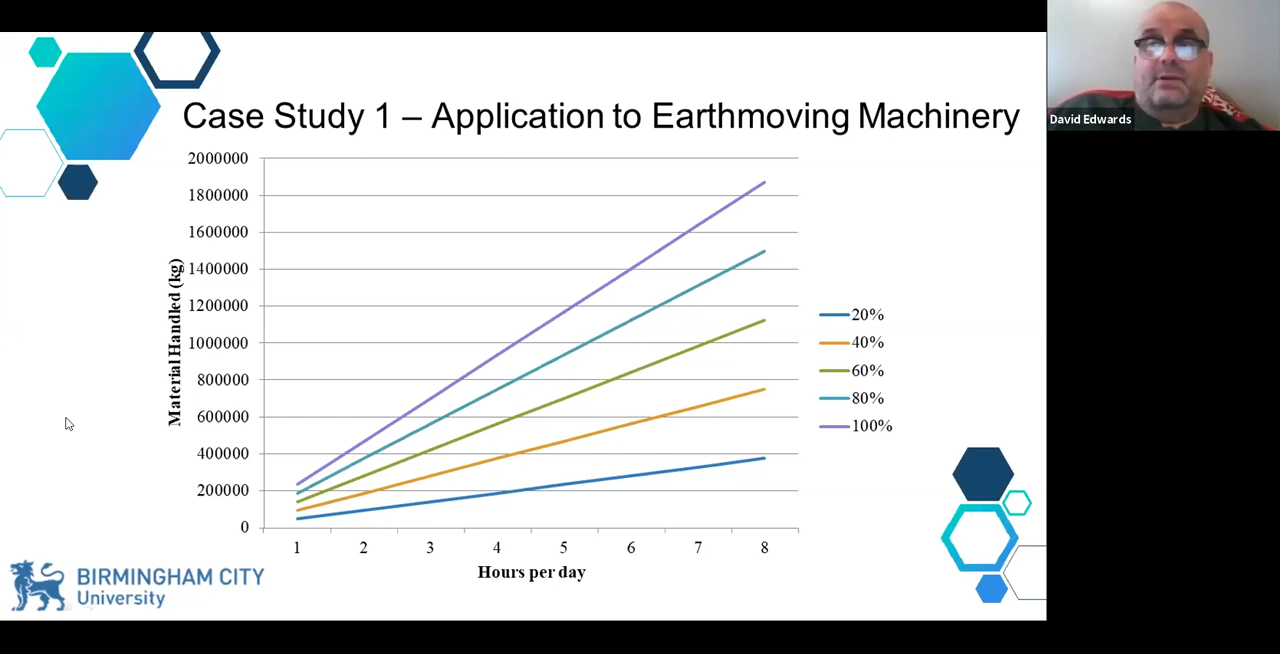 David Edwards
Case Study 1 – Application to Earthmoving Machinery
2000000
1800000
1600000
1400000
1200000
1000000
800000
600000
400000
200000
0
Material Handled (kg)
1 2 3 4 5 6 7 8
Hours per day
20%
40%
60%
80%
100%
BIRMINGHAM CITY
University